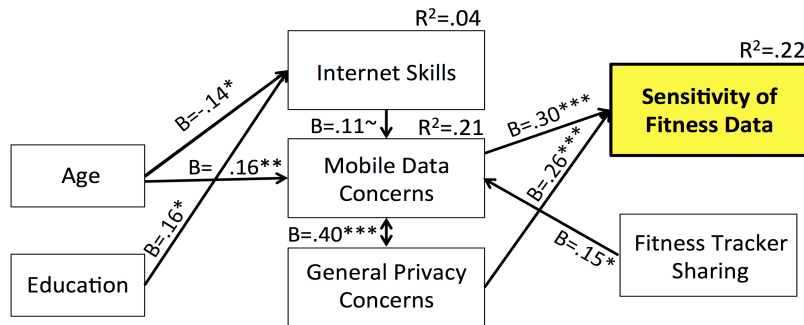 R²=.04
Internet Skills
B=-.14*
B=.11~
R²=.21
R²=.22
Sensitivity of
Fitness Data
B=.30***
Age
B= .16**
Mobile Data
Concerns
B=.26***
B=.16*
B=.40***
B=.15*
Education
General Privacy
Concerns
Fitness Tracker
Sharing